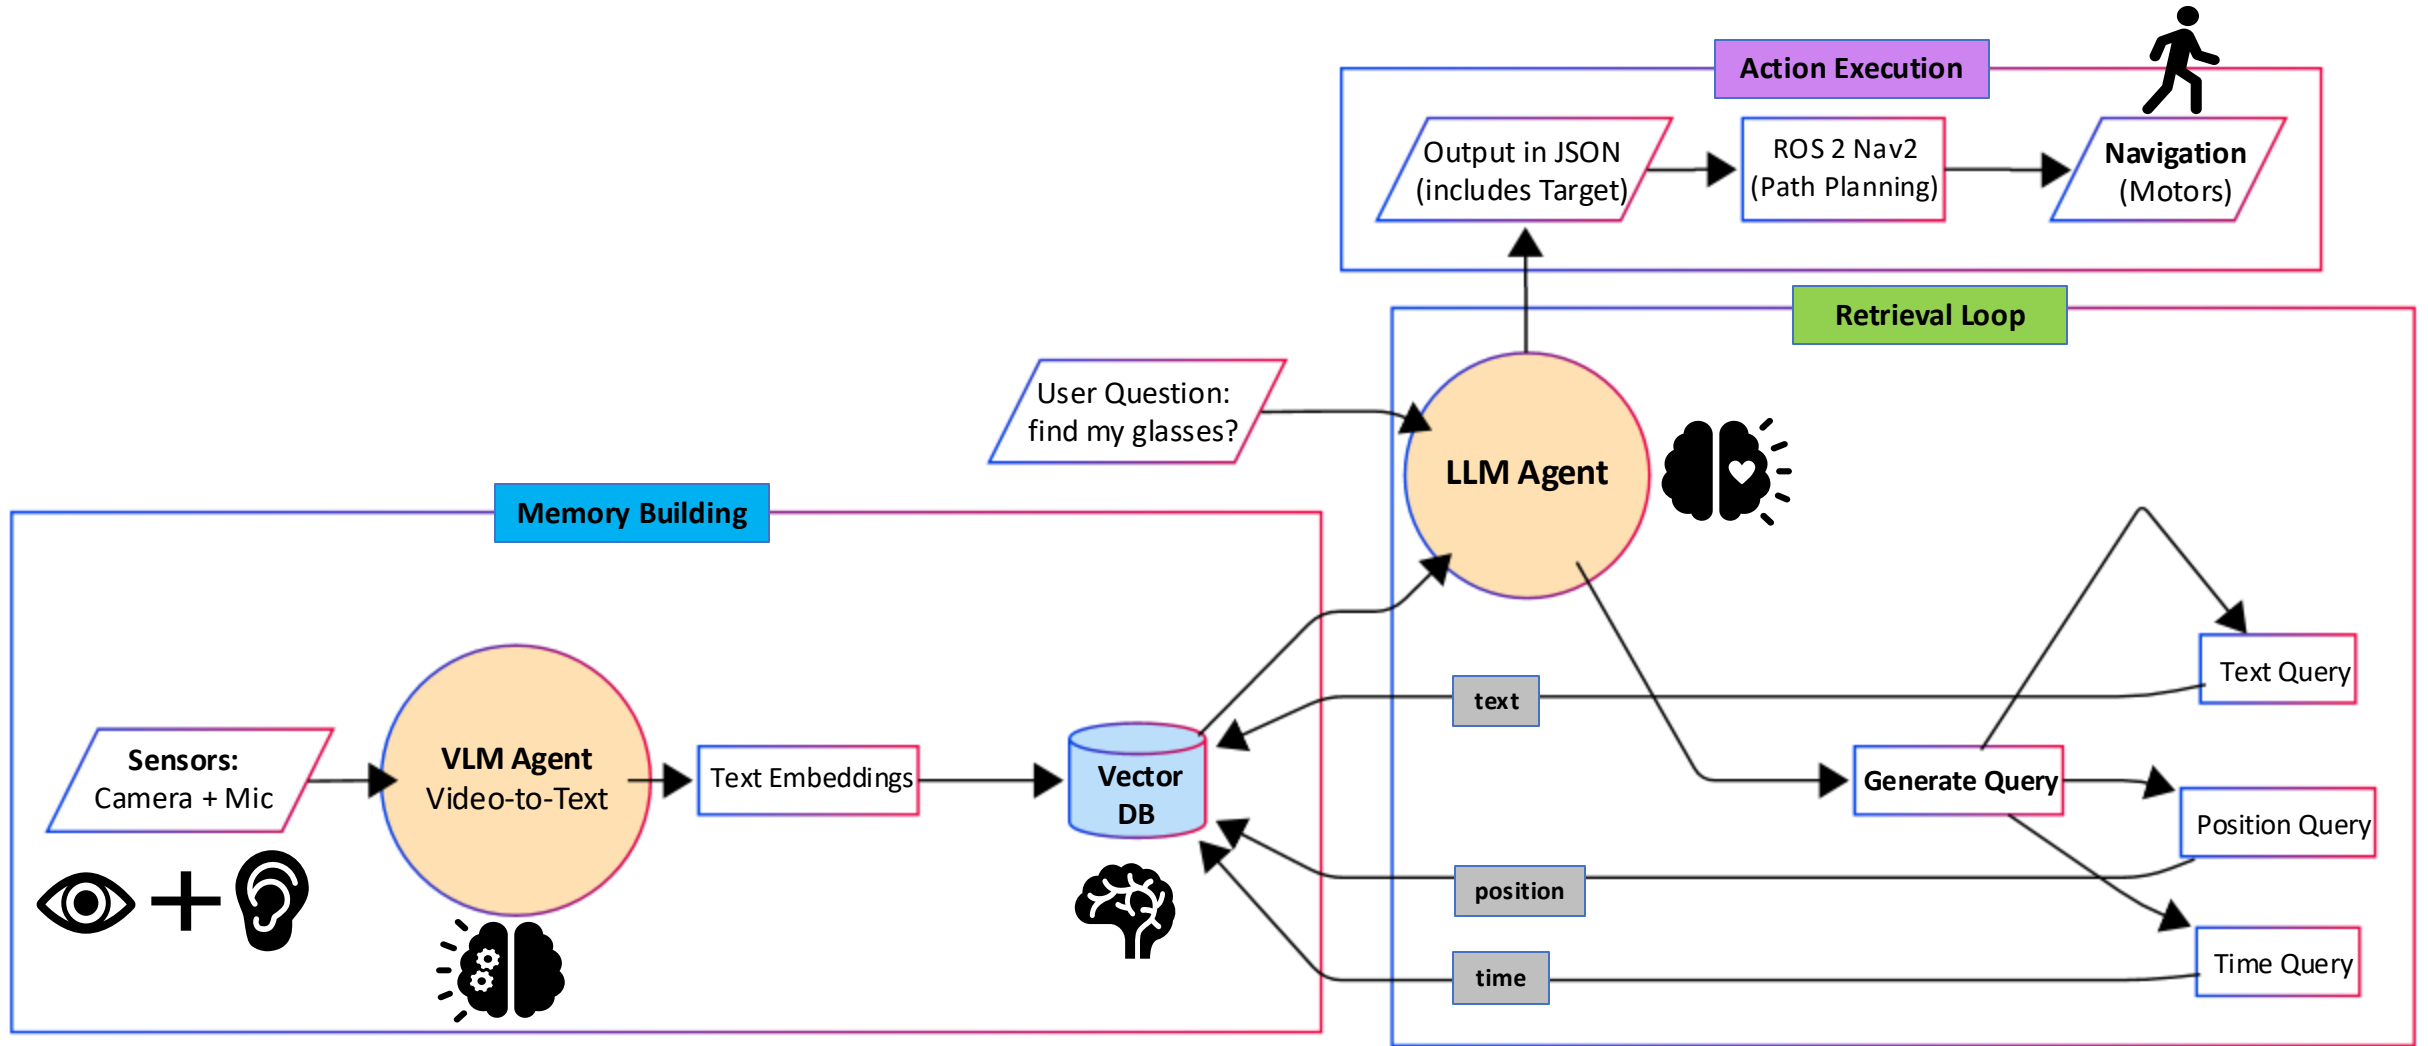 Action Execution
Output in JSON
(includes Target)
ROS 2 Nav2
(Path Planning)
Navigation
(Motors)
Retrieval Loop
User Question:
find my glasses?
LLM Agent
Memory Building
Sensors:
Camera + Mic
VLM Agent
Video-to-Text
Text Embeddings
Vector
DB
text
position
time
Generate Query
Text Query
Position Query
Time Query